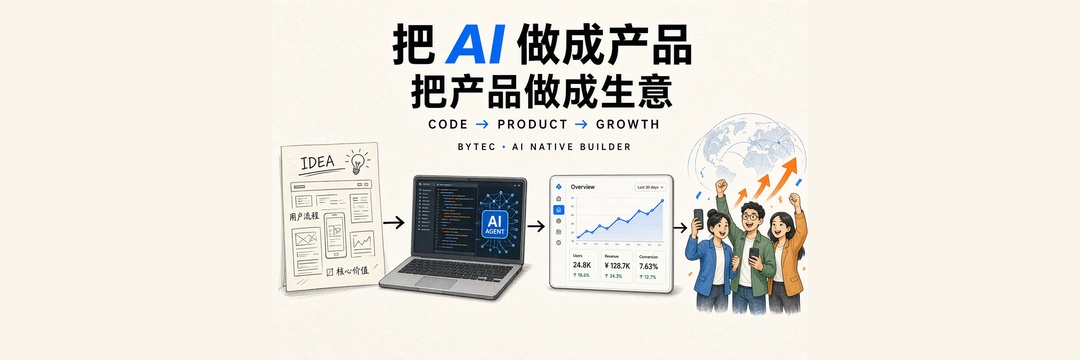 把 AI 做成产品
把产品做成生意
CODE → PRODUCT → GROWTH
BYTEC • AI NATIVE BUILDER
IDEA
用户流程
核心价值
AI
AGENT
Overview
Last 30 days
Users
24.8K
↑ 18.6%
Revenue
¥ 128.7K
↑ 24.3%
Conversion
7.63%
↑ 12.7%